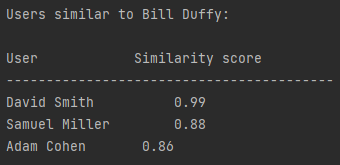 Users similar to Bill Duffy:
User Similarity score
-----------------------------------------
David Smith 0.99
Samuel Miller 0.88
Adam Cohen 0.86